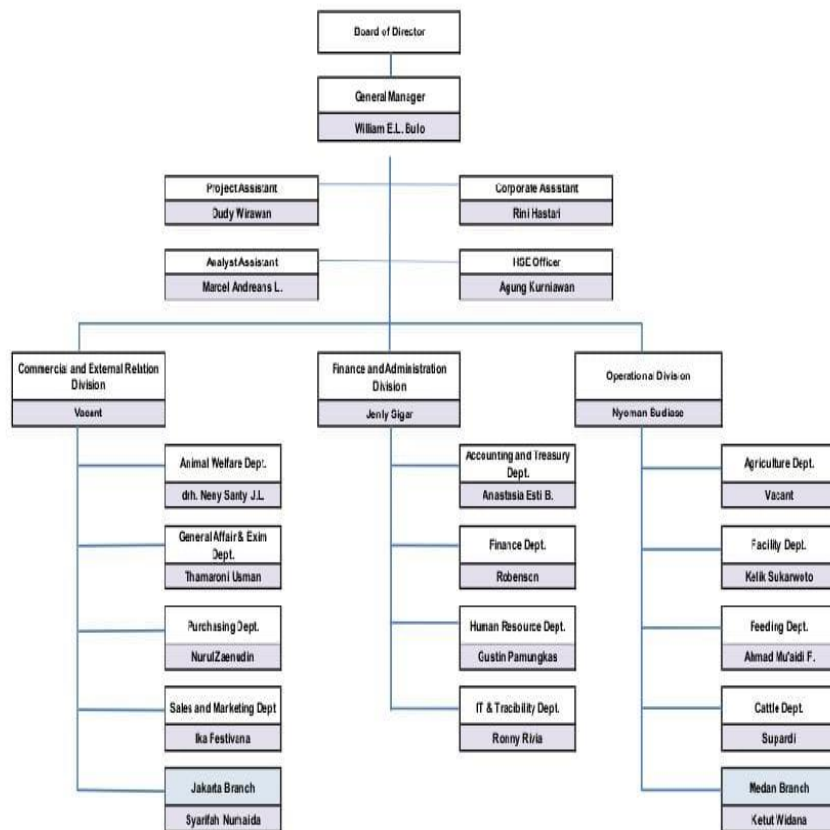 Board of Director
General Manager
William E.L. Bulo
Project Assistant
Dudy Wirawan
Corporate Assistant
Rini Hastari
Analyst Assistant
Marcel Andreans L.
HSE Officer
Agung Kurniawan
Commercial and External Relation
Division
Vacant
Finance and Administration
Division
Jenly Gigar
Operational Division
Nyoman Budiase
Animal Welfare Dept.
drh. Neny Santy J.L.
General Affair & Exim
Dept.
Thamaroni Usman
Purchasing Dept.
Nurul Zaenudin
Sales and Marketing Dept
Ika Festivana
Jakarta Branch
Syarifah Nurnaida
Accounting and Treasury
Dept.
Anastasia Esti B.
Finance Dept.
Robenson
Human Resource Dept.
Gustin Pamungkas
IT & Tracibility Dept.
Ronny Rivia
Agriculture Dept.
Vacant
Facility Dept.
Kelik Sukarwoto
Feeding Dept.
Ahmad Mu'aidi F.
Cattle Dept.
Supardi
Medan Branch
Ketut Widana